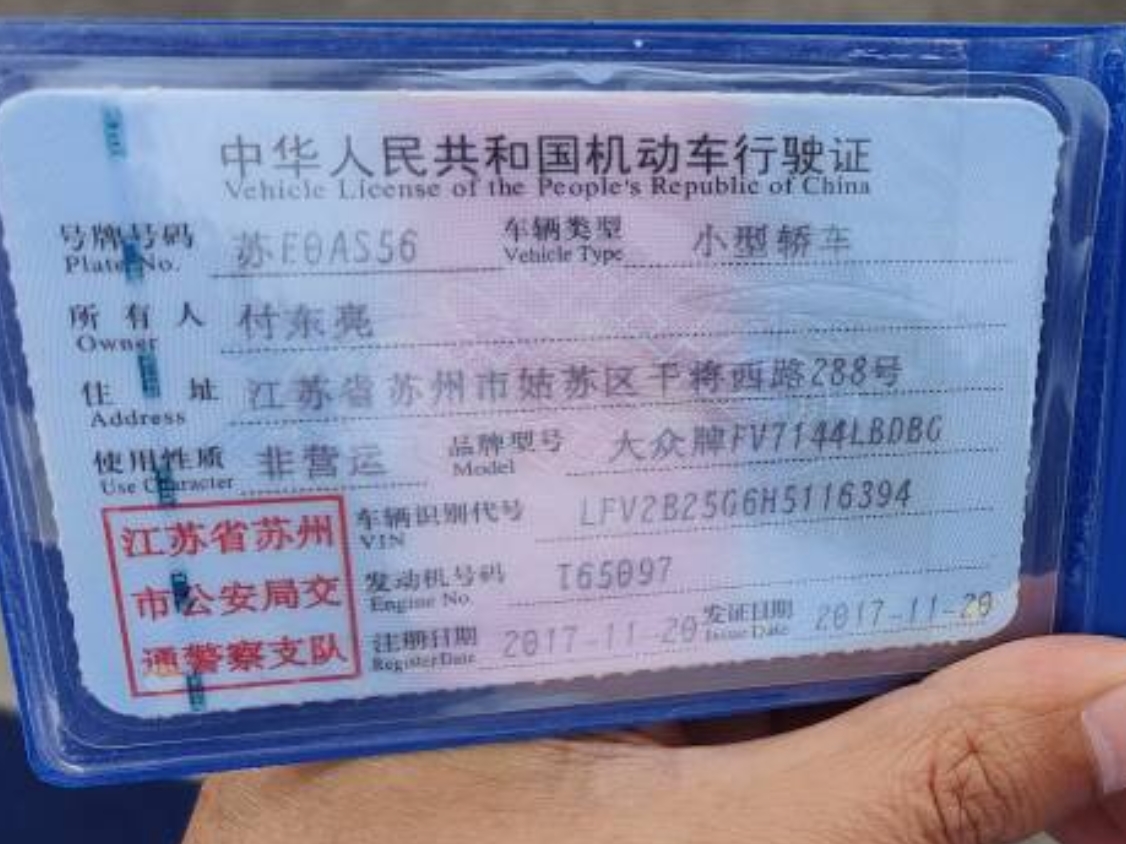 中华人民共和国机动车行驶证
Vehicle License of the People's Republic of China
号牌号码 苏E0AS56 车辆类型 小型轿车
Plate No. Vehicle Type
所有人 付东亮
Owner
住址 江苏省苏州市姑苏区干将西路288号
Address
使用性质 非营运 品牌型号 大众牌FV7144LBDBG
Use Character Model
江苏省苏州
市公安局交
通警察支队
车辆识别代号 LFV2B25G6H5116394
VIN
发动机号码 T65097
Engine No.
注册日期 2017-11-20 发证日期 2017-11-20
Register Date Issue Date